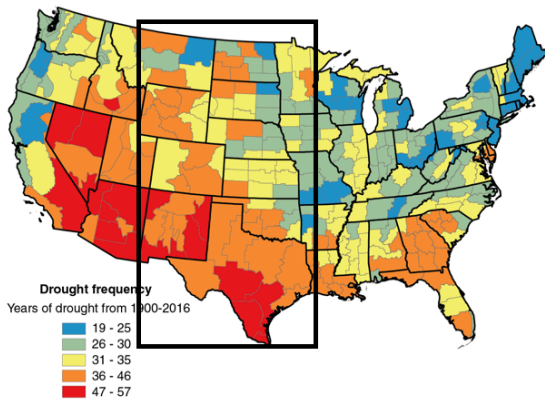 Drought frequency
Years of drought from 1900-2016
19 - 25
26 - 30
31 - 35
36 - 46
47 - 57